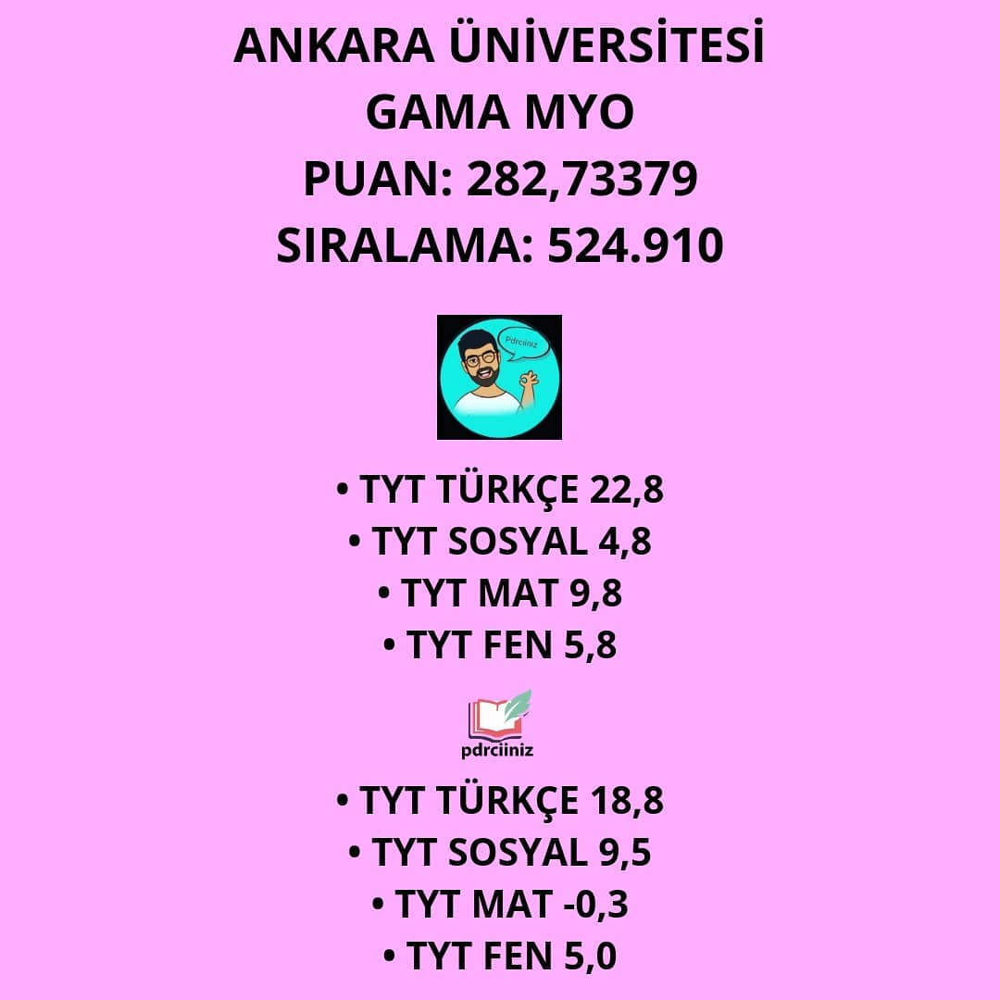 ANKARA ÜNİVERSİTESİ
GAMA MYO
PUAN: 282,73379
SIRALAMA: 524.910
Pdrciiniz
• TYT TÜRKÇE 22,8
• TYT SOSYAL 4,8
• TYT MAT 9,8
• TYT FEN 5,8
pdrciiniz
• TYT TÜRKÇE 18,8
• TYT SOSYAL 9,5
• TYT MAT -0,3
• TYT FEN 5,0